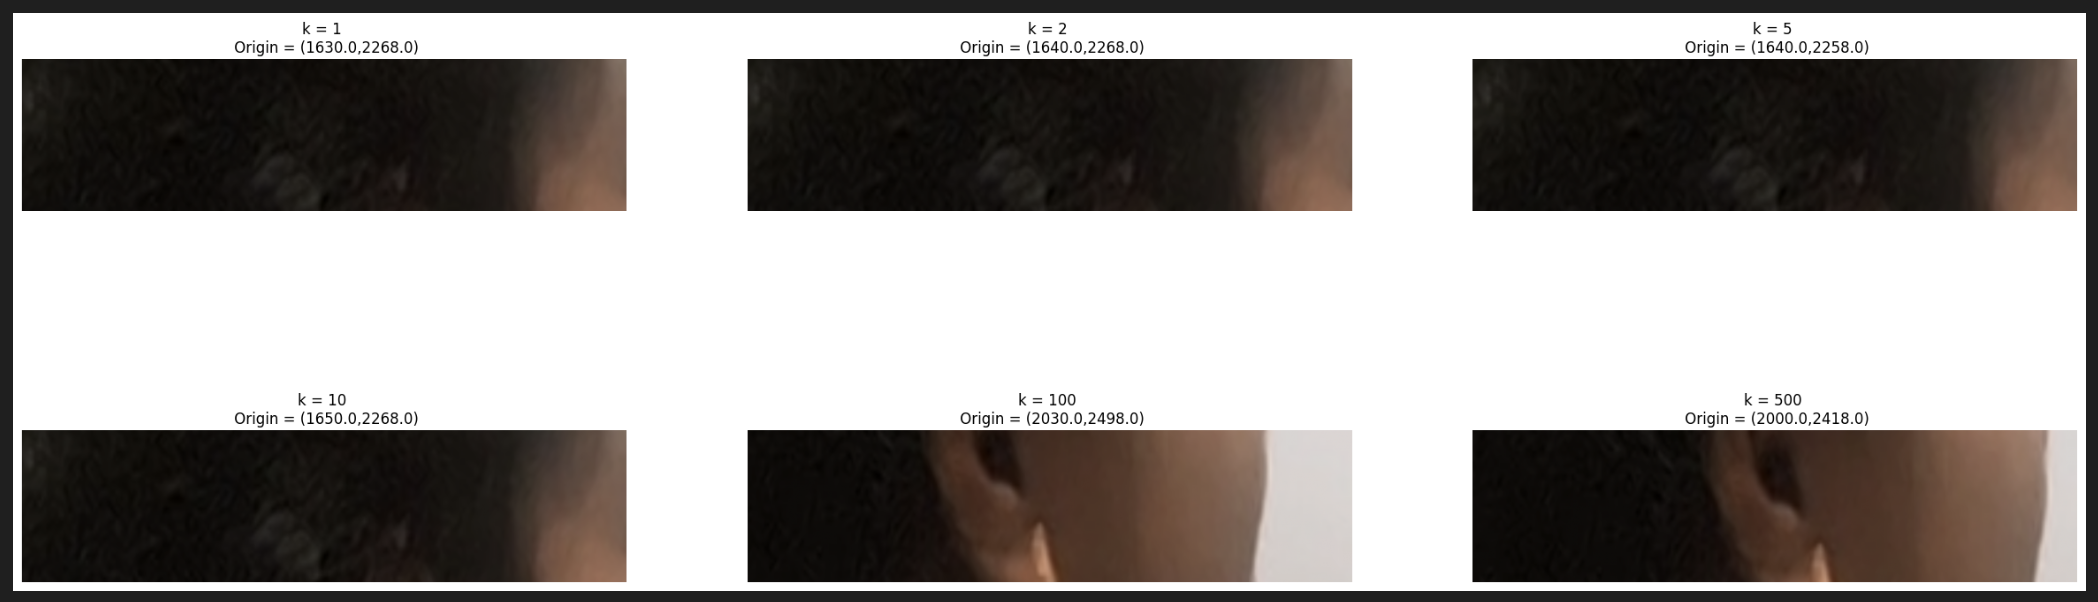 k = 1
Origin = (1630.0,2268.0)
k = 2
Origin = (1640.0,2268.0)
k = 5
Origin = (1640.0,2258.0)
k = 10
Origin = (1650.0,2268.0)
k = 100
Origin = (2030.0,2498.0)
k = 500
Origin = (2000.0,2418.0)